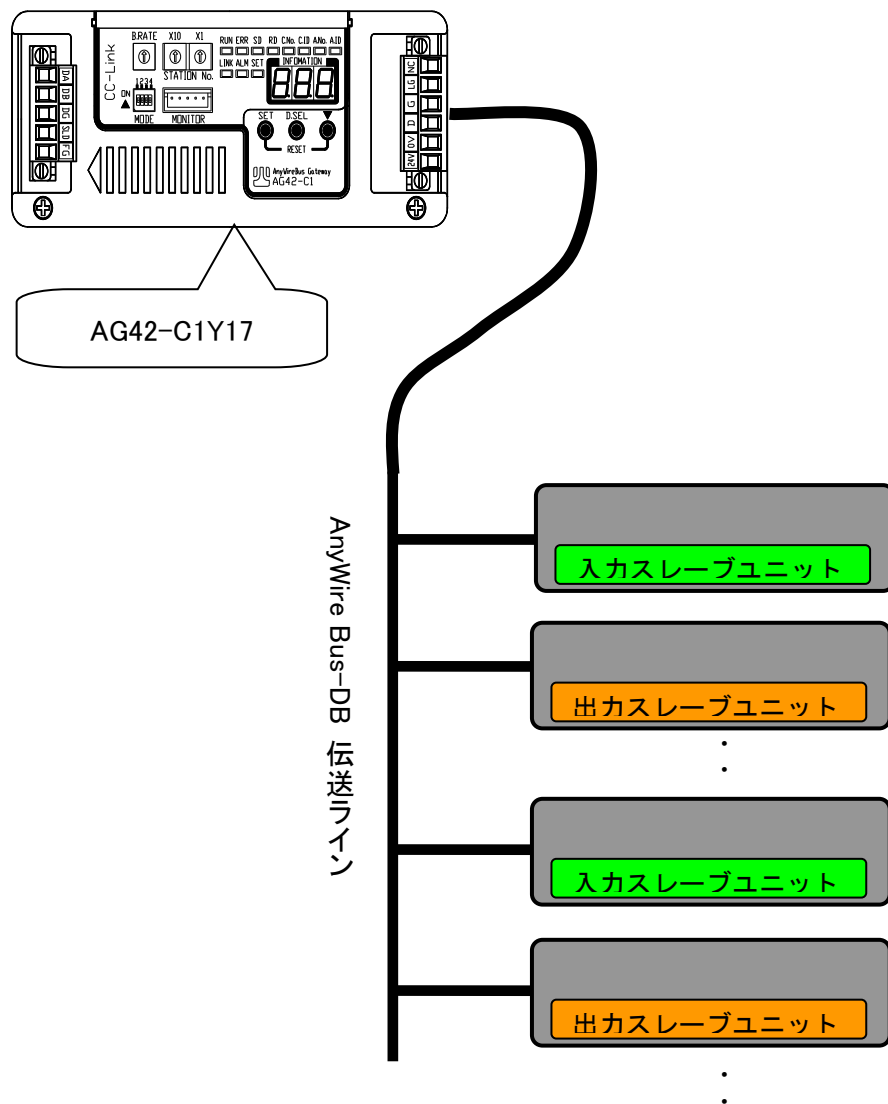 B.RATE X10 X1
RUN ERR SD RD C.No. C.ID A.No. A.ID
LINK ALM SET INFOMATION
STATION No.
CC-Link
ON
1234
MODE MONITOR
SET D.SEL ▼
RESET
AnyWireBus Gateway
AG42-C1
DA
DB
DG
SLD
FG
NC
LG
G
D
0V
24V
AG42-C1Y17
AnyWire Bus-DB 伝送ライン
入力スレーブユニット
出力スレーブユニット
入力スレーブユニット
出力スレーブユニット